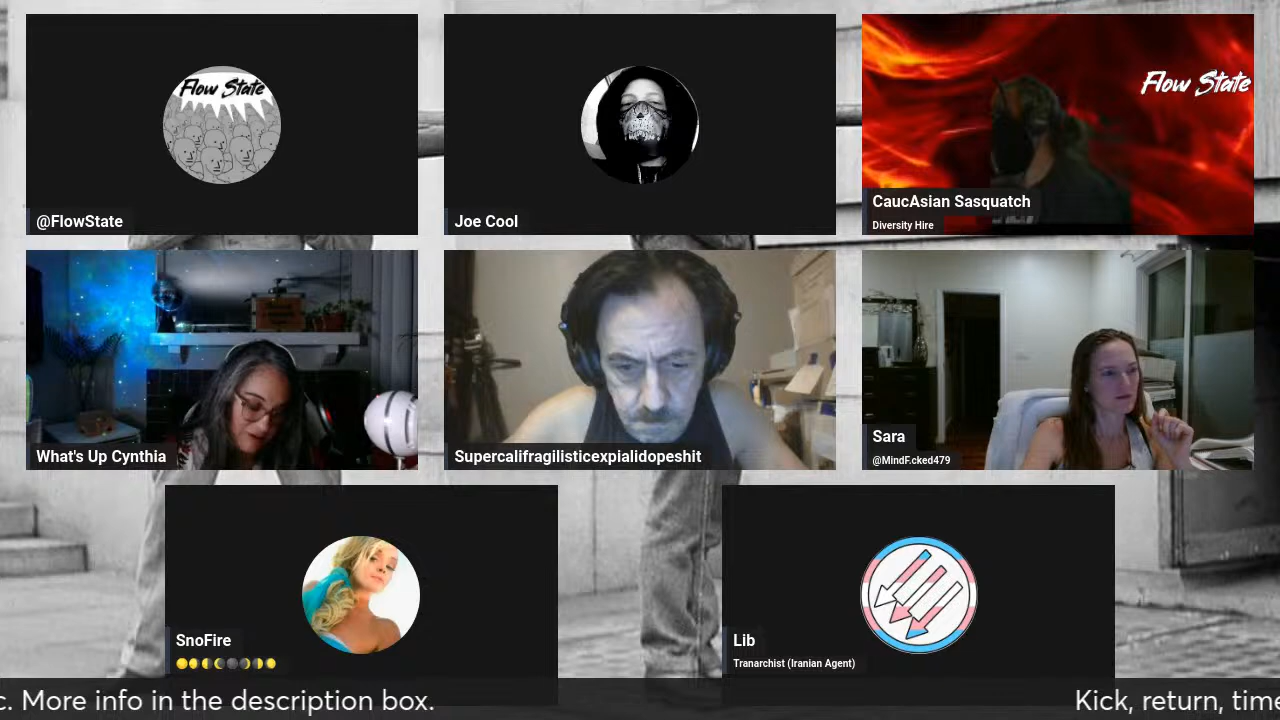 Flow State
@FlowState
Joe Cool
Flow State
CaucAsian Sasquatch
Diversity Hire
What's Up Cynthia
Supercalifragilisticexpialidopeshit
Sara
@MindF.cked479
SnoFire
Lib
Tranarchist (Iranian Agent)
c. More info in the description box.
Kick, return, time